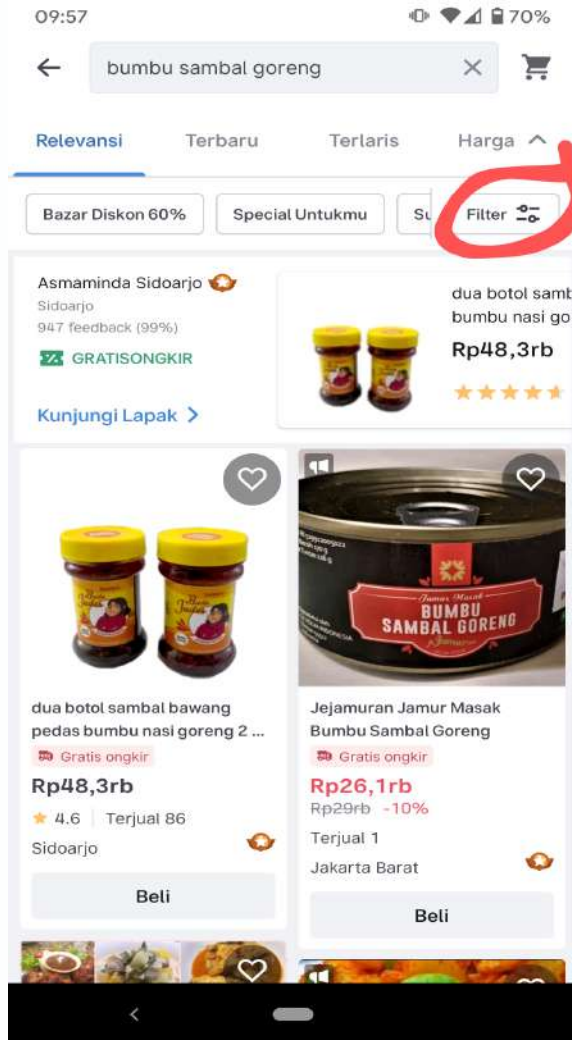 09:57
70%
bumbu sambal goreng
Relevansi
Terbaru
Terlaris
Harga
Bazar Diskon 60%
Special Untukmu
Su
Filter
Asmaminda Sidoarjo
Sidoarjo
947 feedback (99%)
GRATISONGKIR
Kunjungi Lapak
dua botol samb
bumbu nasi go
Rp48,3rb
Jamur Masak
BUMBU
SAMBAL GORENG
dua botol sambal bawang
pedas bumbu nasi goreng 2 ...
Gratis ongkir
Rp48,3rb
4.6
Terjual 86
Sidoarjo
Beli
Jejamuran Jamur Masak
Bumbu Sambal Goreng
Gratis ongkir
Rp26,1rb
Rp29rb -10%
Terjual 1
Jakarta Barat
Beli